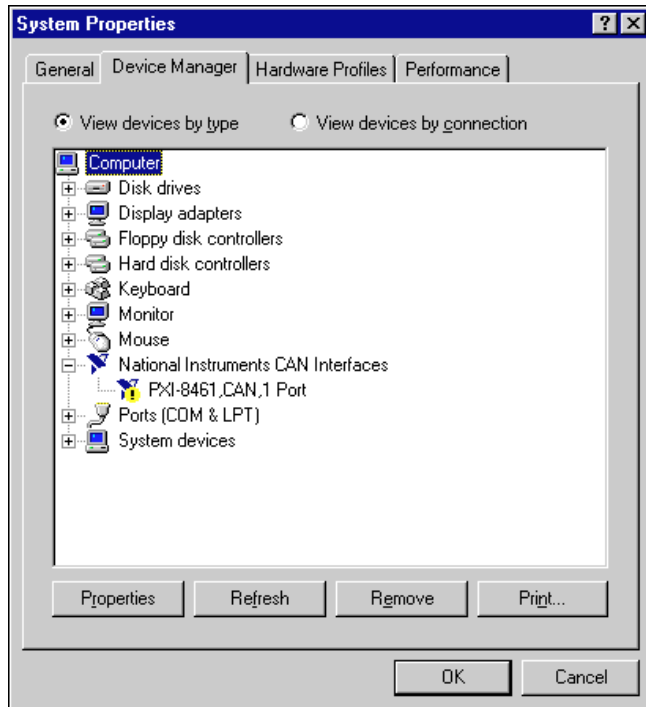 System Properties
General Device Manager Hardware Profiles Performance
View devices by type View devices by connection
Computer
Disk drives
Display adapters
Floppy disk controllers
Hard disk controllers
Keyboard
Monitor
Mouse
National Instruments CAN Interfaces
PXI-8461,CAN,1 Port
Ports (COM & LPT)
System devices
Properties Refresh Remove Print...
OK Cancel